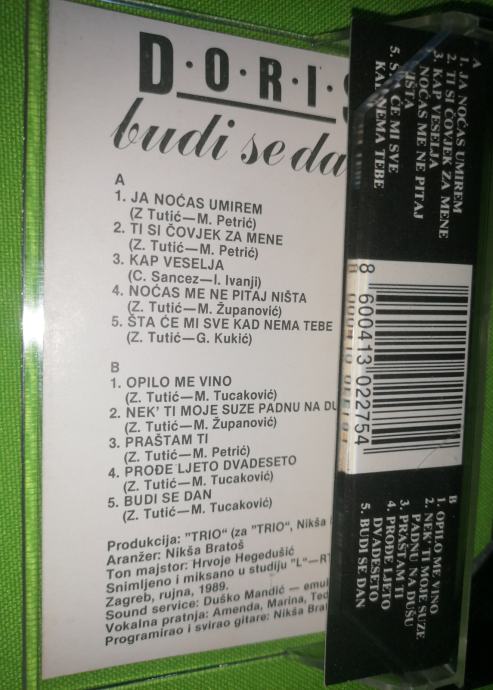 D·O·R·I·S
budi se da
A
1. JA NOĆAS UMIREM
(Z Tutić—M. Petrić)
2. TI SI ČOVJEK ZA MENE
(Z. Tutić—M. Petrić)
3. KAP VESELJA
(C. Sancez—I. Ivanji)
4. NOĆAS ME NE PITAJ NIŠTA
(Z. Tutić—M. Županović)
5. ŠTA ĆE MI SVE KAD NEMA TEBE
(Z. Tutić—G. Kukić)
B
1. OPILO ME VINO
(Z. Tutić—M. Tucaković)
2. NEK' TI MOJE SUZE PADNU NA DU
(Z. Tutić—M. Županović)
3. PRAŠTAM TI
(Z. Tutić—M. Petrić)
4. PROĐE LJETO DVADESETO
(Z. Tutić—M. Tucaković)
5. BUDI SE DAN
(Z. Tutić—M. Tucaković)
Produkcija: "TRIO" (za "TRIO", Nikša
Aranžer: Nikša Bratoš
Ton majstor: Hrvoje Hegedušić
Snimljeno i miksano u studiju "L"—RT
Zagreb, rujna, 1989.
Sound service: Duško Mandić — emul
Vokalna pratnja: Amenda, Marina, Ted
Programirao i svirao gitare: Nikša Brat
A
1. JA NOĆAS UMIREM
2. TI SI ČOVJEK ZA MENE
3. KAP VESELJA
NOĆAS ME NE PITAJ
IŠTA
5. ĆE MI SVE
KAD NEMA TEBE
8 600413 022754
B
1. OPILO ME VINO
2. NEK' TI MOJE SUZE
PADNU NA DUŠU
3. PRAŠTAM TI
4. PROĐE LJETO
DVADESETO
5. BUDI SE DAN